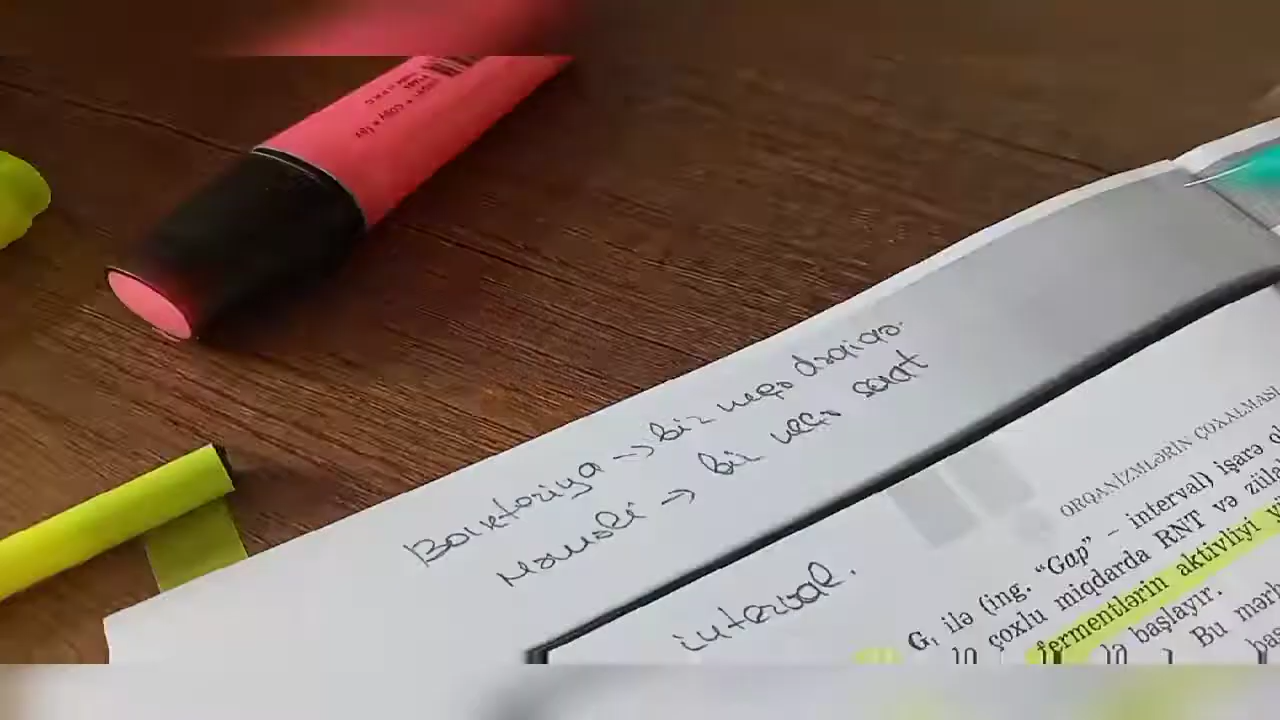 Bakteriya → bir neçə dəqiqə.
Məməli → bir neçə saat
interval.
ORQANİZMLƏRİN ÇOXALMASI
G₁ ilə (ing. "Gap" – interval) işarə
çoxlu miqdarda RNT və zülal
fermentlərin aktivliyi
başlayır.
Bu